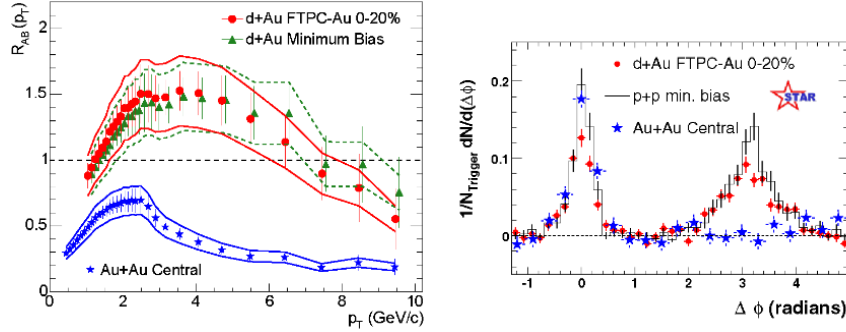 R_AB(p_T)
d+Au FTPC-Au 0-20%
d+Au Minimum Bias
2
1.5
1
0.5
0
Au+Au Central
0 2 4 6 8 10
p_T [GeV/c]
1/N_Trigger dN/d(Δφ)
d+Au FTPC-Au 0-20%
p+p min. bias
Au+Au Central
STAR
0.2
0.1
0
-1 0 1 2 3 4
Δ φ (radians)